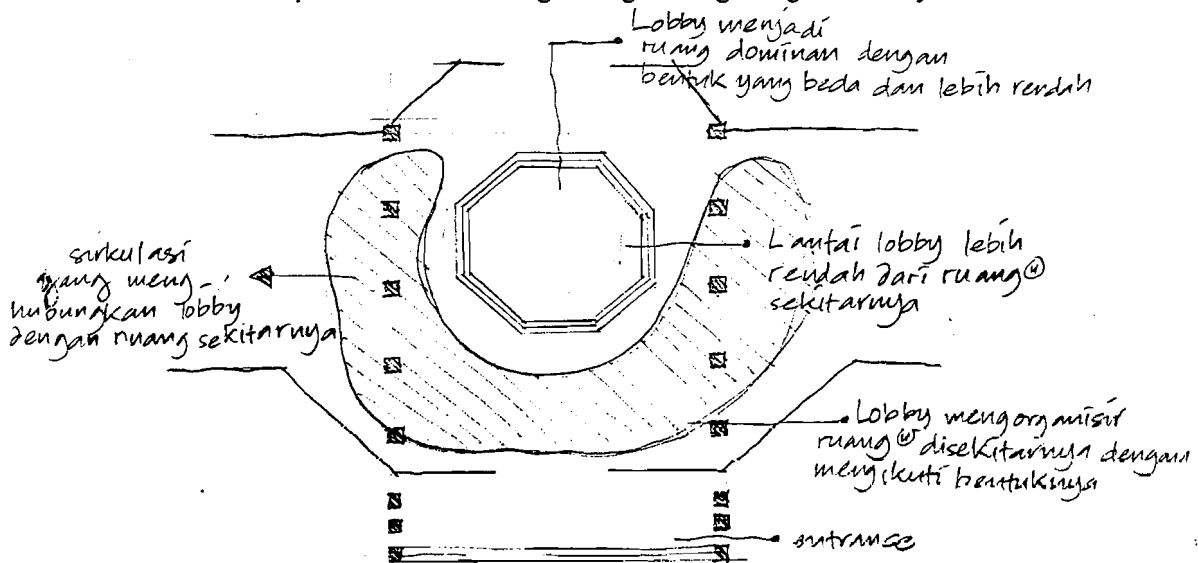 Lobby menjadi
ruang dominan dengan
bentuk yang beda dan lebih rendah
sirkulasi
yang meng-
hubungkan lobby
dengan ruang sekitarnya
Lantai lobby lebih
rendah dari ruang
sekitarnya
Lobby mengorganisir
ruang disekitarnya dengan
mengikuti bentuknya
entrance